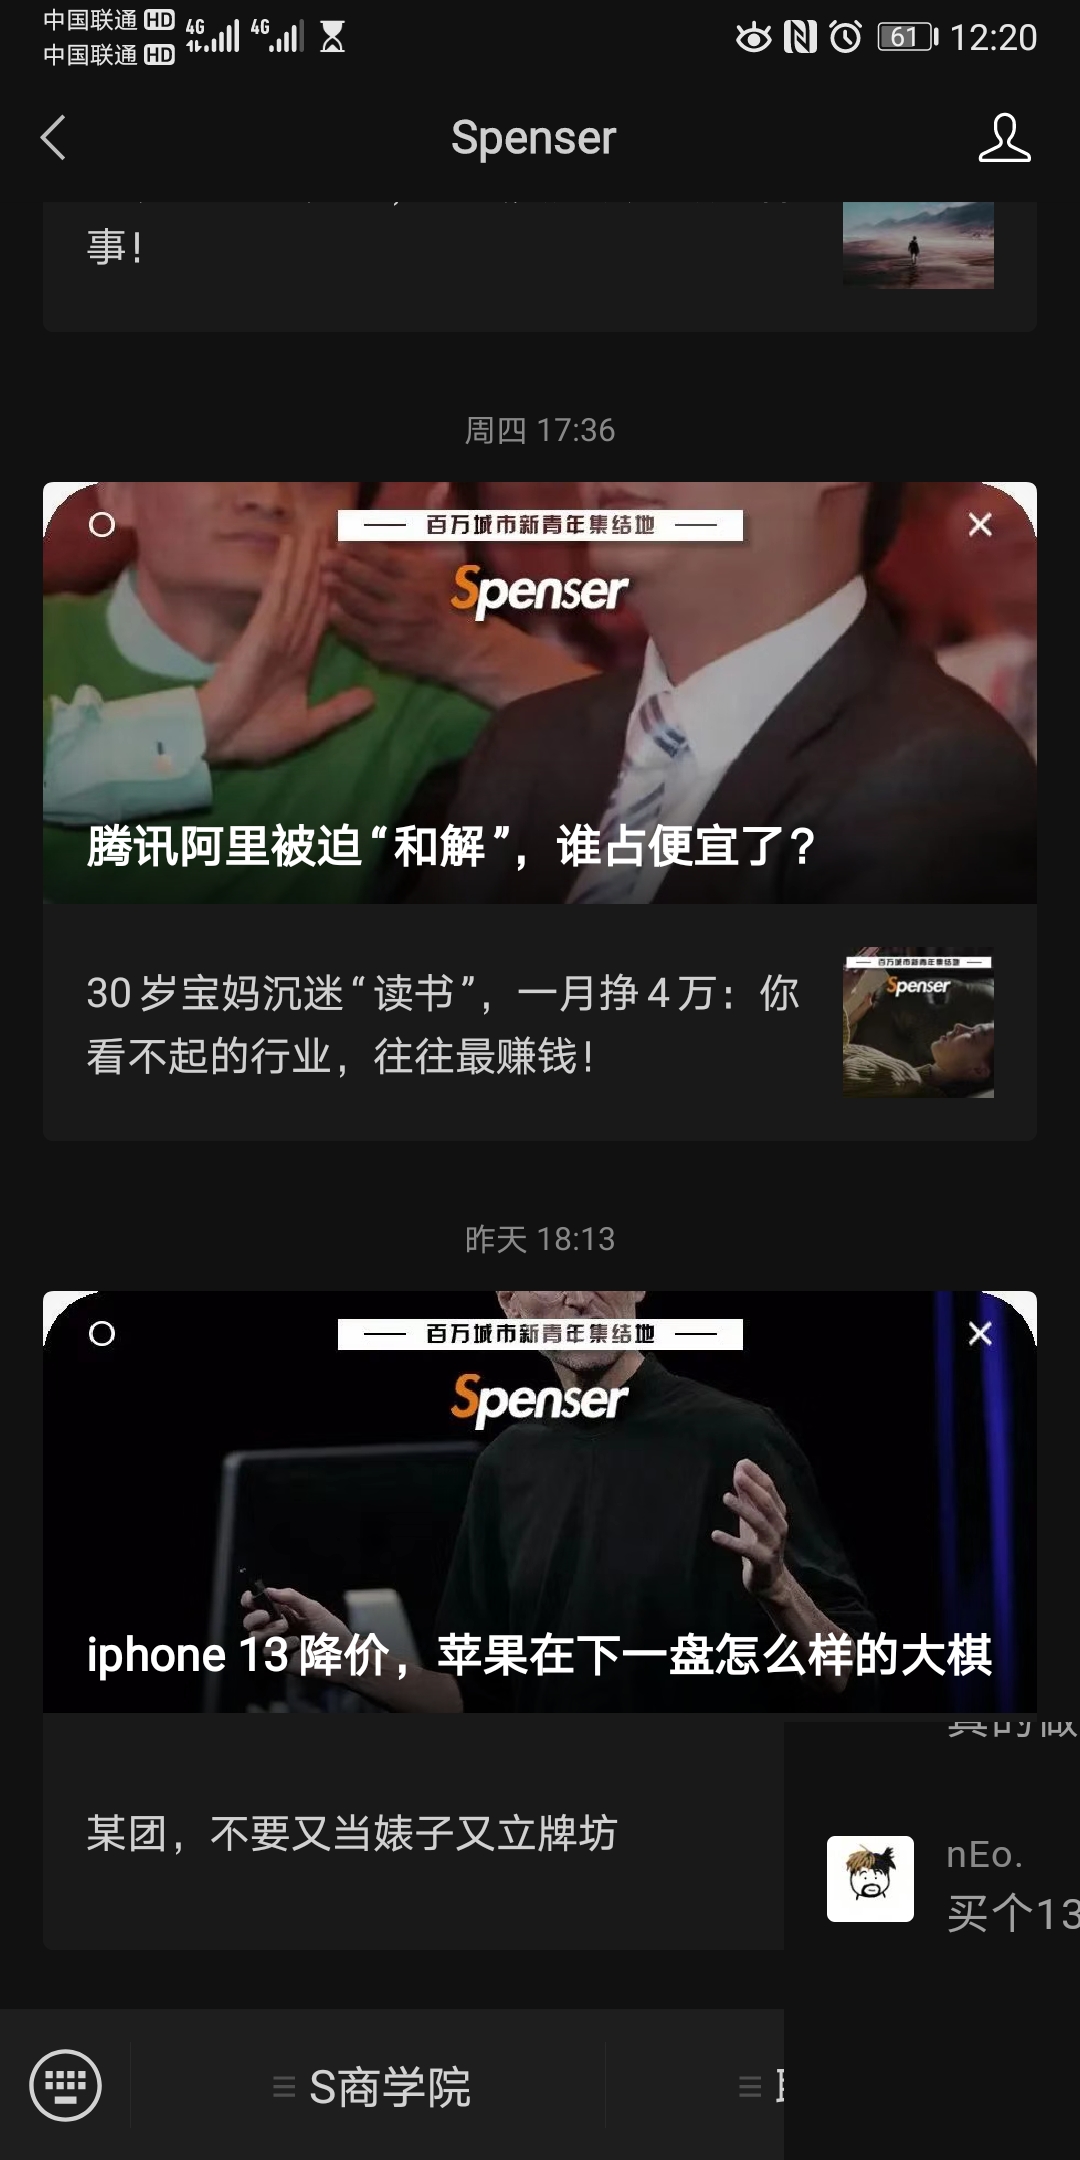 中国联通 HD 4G 4G 61 12:20
中国联通 HD
Spenser
事!
周四 17:36
百万城市新青年集结地
Spenser
腾讯阿里被迫“和解”，谁占便宜了？
30岁宝妈沉迷“读书”，一月挣4万：你
看不起的行业，往往最赚钱！
百万城市新青年集结地
Spenser
昨天 18:13
百万城市新青年集结地
Spenser
iphone 13降价，苹果在下一盘怎么样的大棋
真的做
某团，不要又当婊子又立牌坊
nEo.
买个13
S商学院